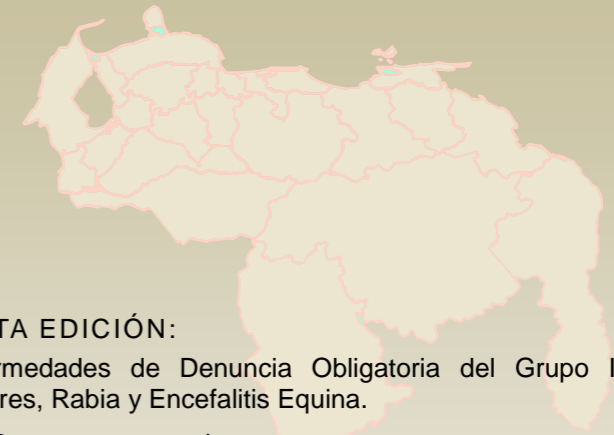 TA EDICIÓN:
rmedades de Denuncia Obligatoria del Grupo I
res, Rabia y Encefalitis Equina.